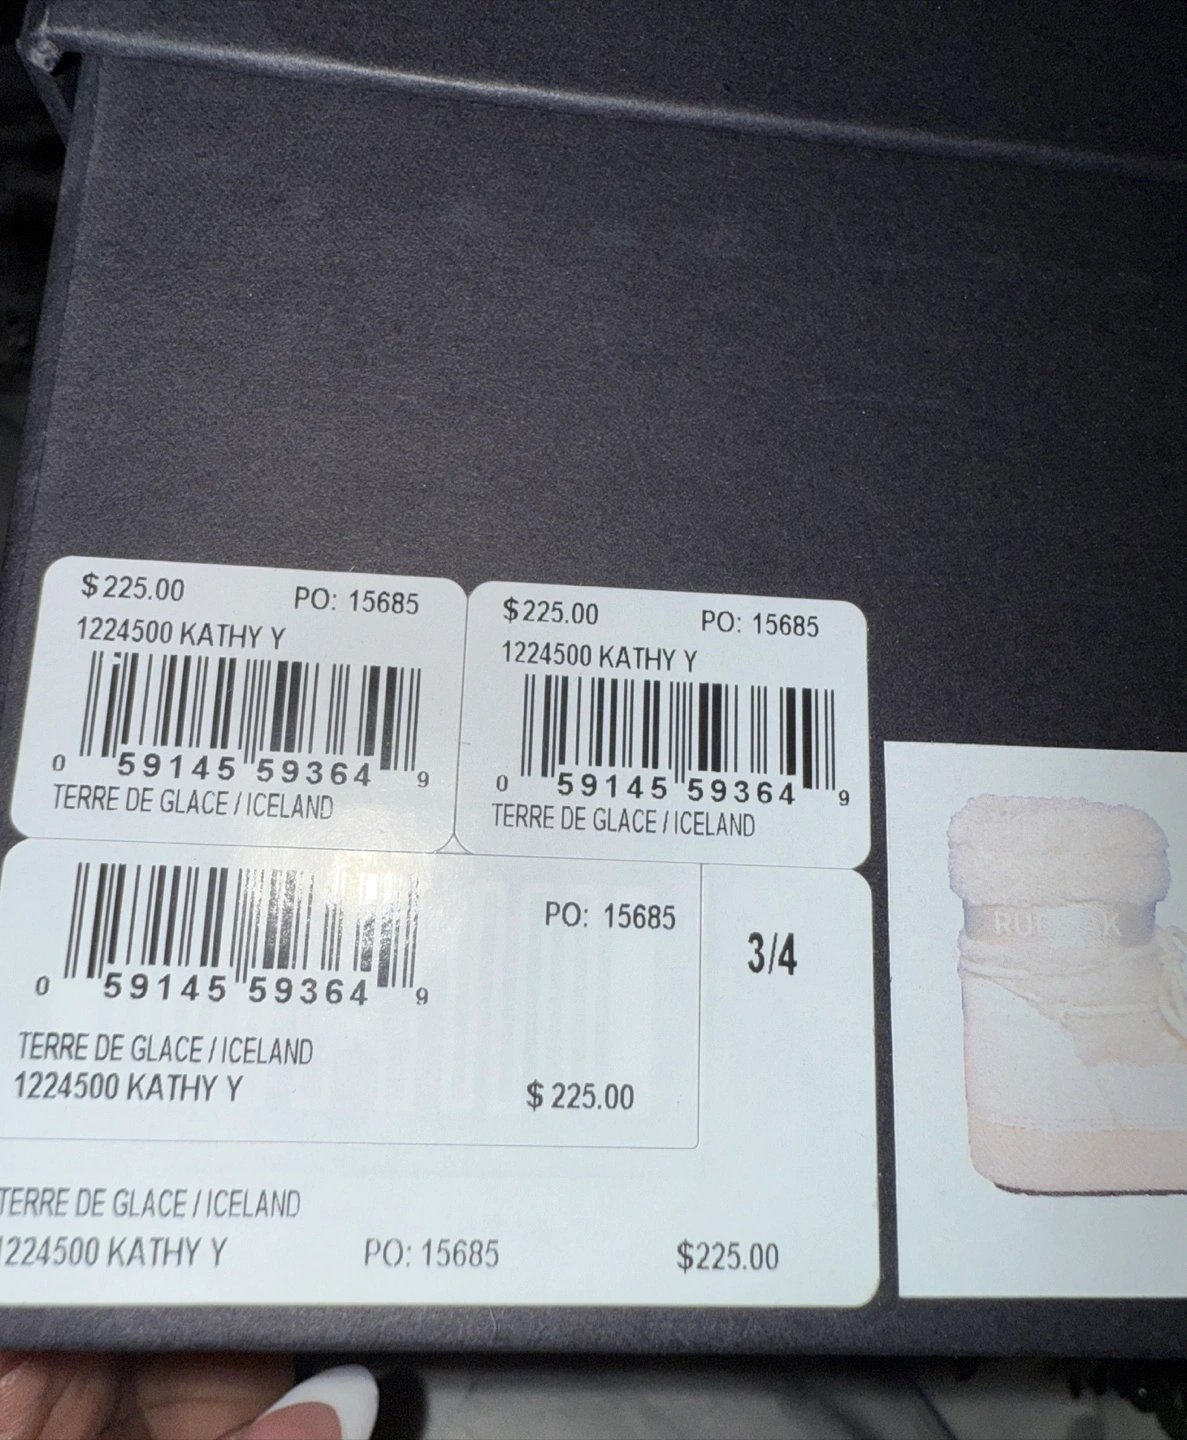 $225.00 PO: 15685
1224500 KATHY Y
0 59145 59364 9
TERRE DE GLACE / ICELAND
$225.00 PO: 15685
1224500 KATHY Y
0 59145 59364 9
TERRE DE GLACE / ICELAND
PO: 15685
3/4
0 59145 59364 9
TERRE DE GLACE / ICELAND
1224500 KATHY Y
$ 225.00
TERRE DE GLACE / ICELAND
1224500 KATHY Y PO: 15685 $225.00